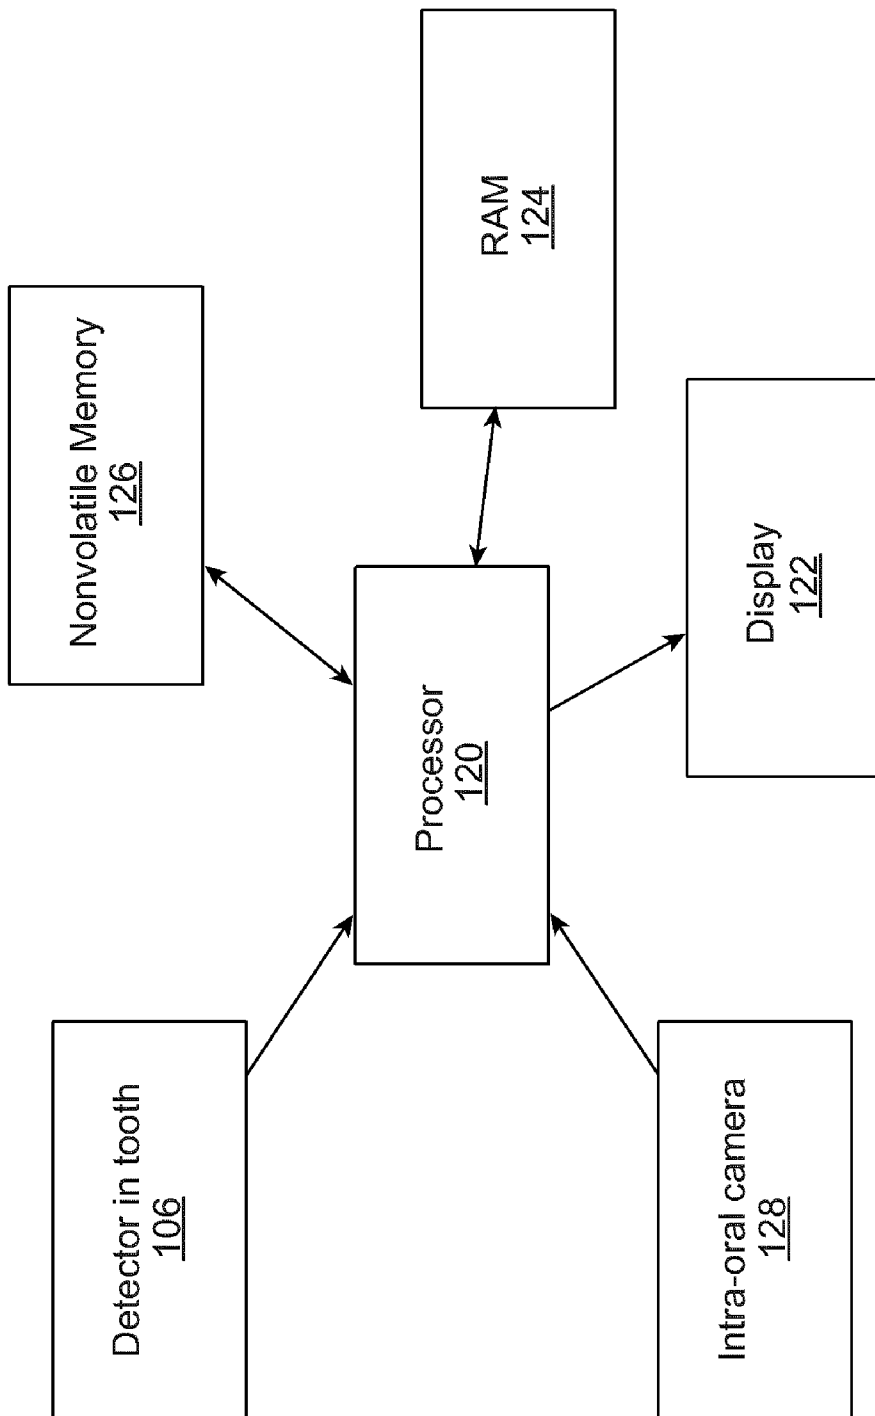 Detector in tooth
106
Nonvolatile Memory
126
Processor
120
RAM
124
Intra-oral camera
128
Display
122